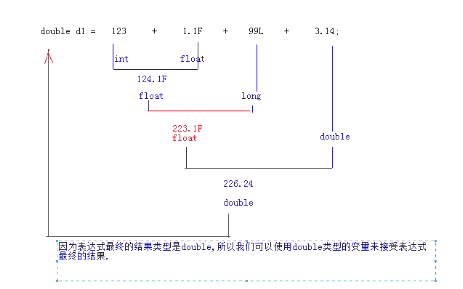 double d1 = 123 + 1.1F + 99L + 3.14;
int float
124.1F
float long
223.1F
float double
226.24
double
因为表达式最终的结果类型是double,所以我们可以使用double类型的变量来接受表达式
最终的结果.